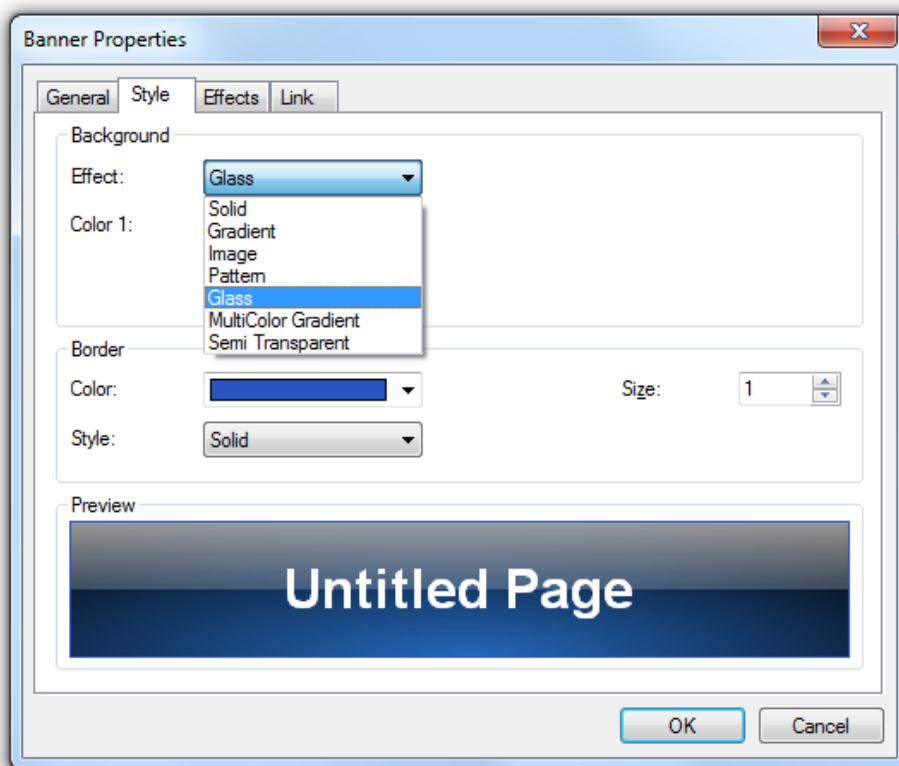 Banner Properties
General Style Effects Link
Background
Effect: Glass
Solid
Color 1:
Gradient
Image
Pattern
Glass
MultiColor Gradient
Semi Transparent
Border
Color: Size: 1
Style: Solid
Preview
Untitled Page
OK Cancel